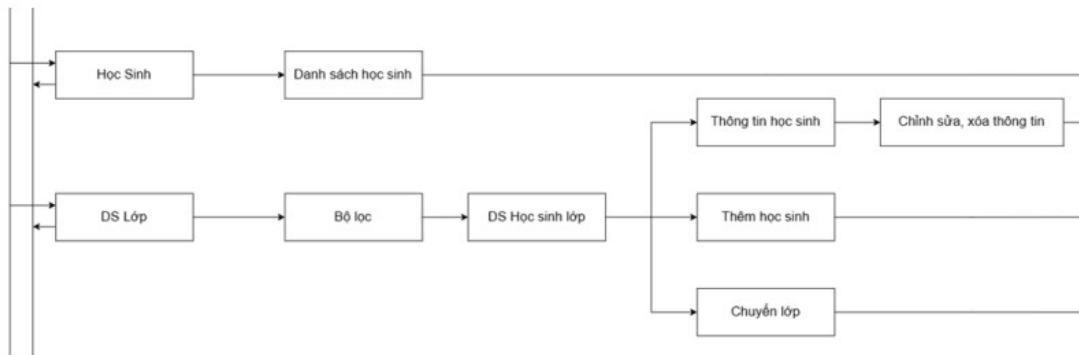 Học Sinh
Danh sách học sinh
Thông tin học sinh
Chỉnh sửa, xóa thông tin
DS Lớp
Bộ lọc
DS Học sinh lớp
Thêm học sinh
Chuyển lớp